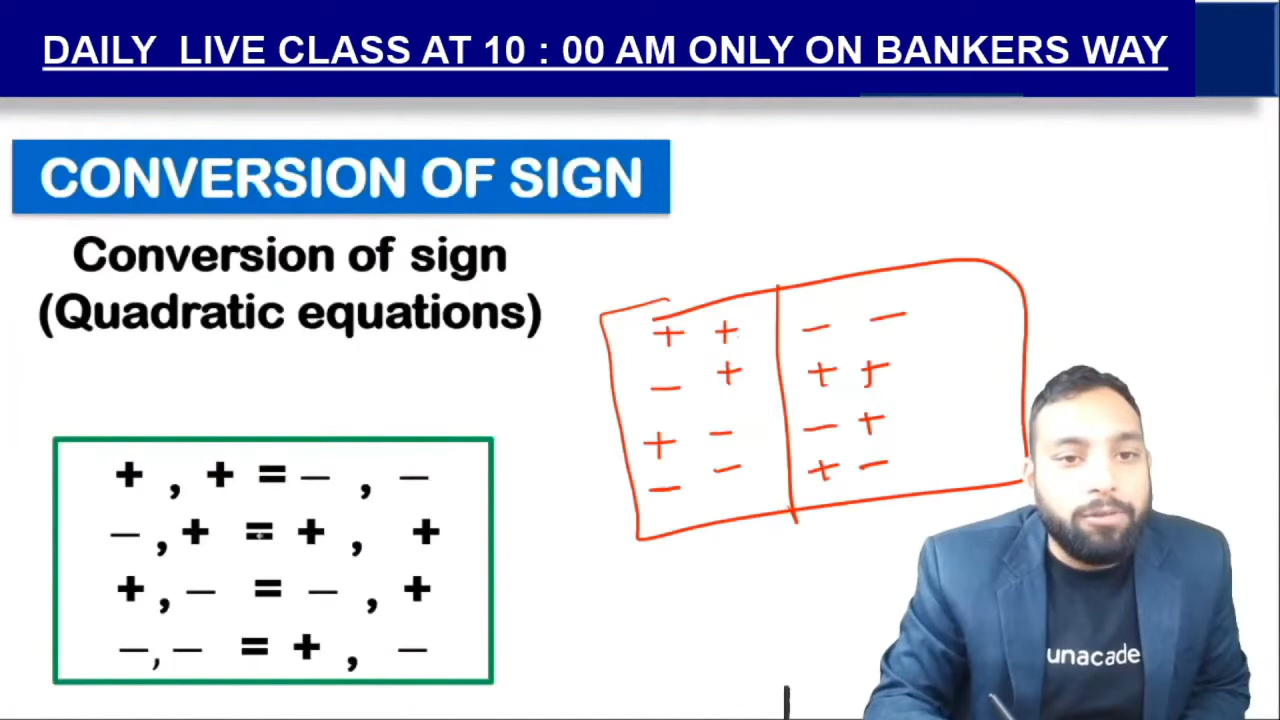 DAILY LIVE CLASS AT 10 : 00 AM ONLY ON BANKERS WAY
CONVERSION OF SIGN
Conversion of sign
(Quadratic equations)
+ , + = – , –
– , + = + , +
+ , – = – , +
– , – = + , –
+ + | – –
– + | + +
+ – | – +
– – | + –
unacade